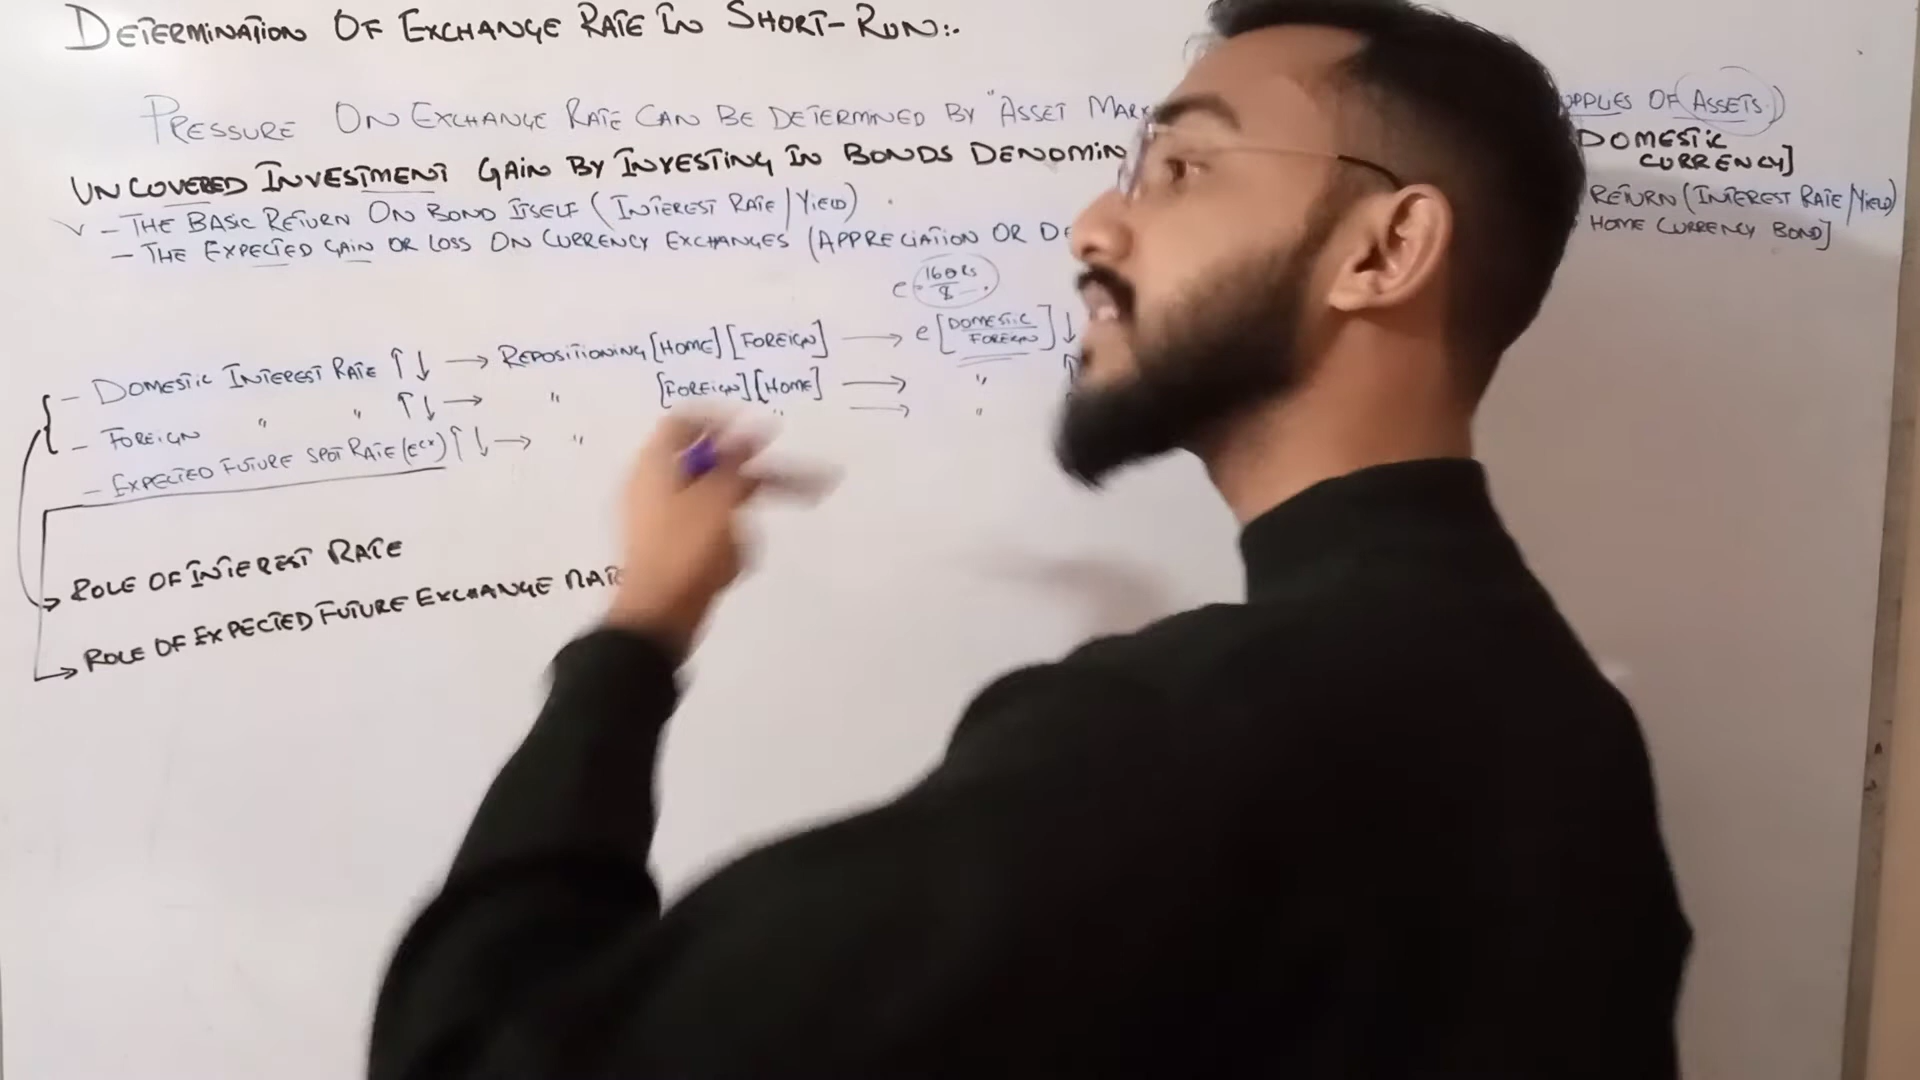 DETERMINATION OF EXCHANGE RATE IN SHORT-RUN:.
PRESSURE ON EXCHANGE RATE CAN BE DETERMINED BY "ASSET MARK OF ASSETS.)
UNCOVERED INVESTMENT GAIN BY INVESTING IN BONDS DENOMIN DOMESTIC CURRENCY]
- THE BASIC RETURN ON BOND ITSELF (INTEREST RATE/YIELD). RETURN (INTEREST RATE/YIELD)
- THE EXPECTED GAIN OR LOSS ON CURRENCY EXCHANGES (APPRECIATION OR DE HOME CURRENCY BOND]
e = 160Rs/$.
- DOMESTIC INTEREST RATE ↑↓ → REPOSITIONING [HOME][FOREIGN] → e[DOMESTIC/FOREIGN]↓
- FOREIGN " " ↑↓ → " [FOREIGN][HOME] → " ↑
- EXPECTED FUTURE SPOT RATE (eex) ↑↓ → " " → "
→ ROLE OF INTEREST RATE
→ ROLE OF EXPECTED FUTURE EXCHANGE RATE